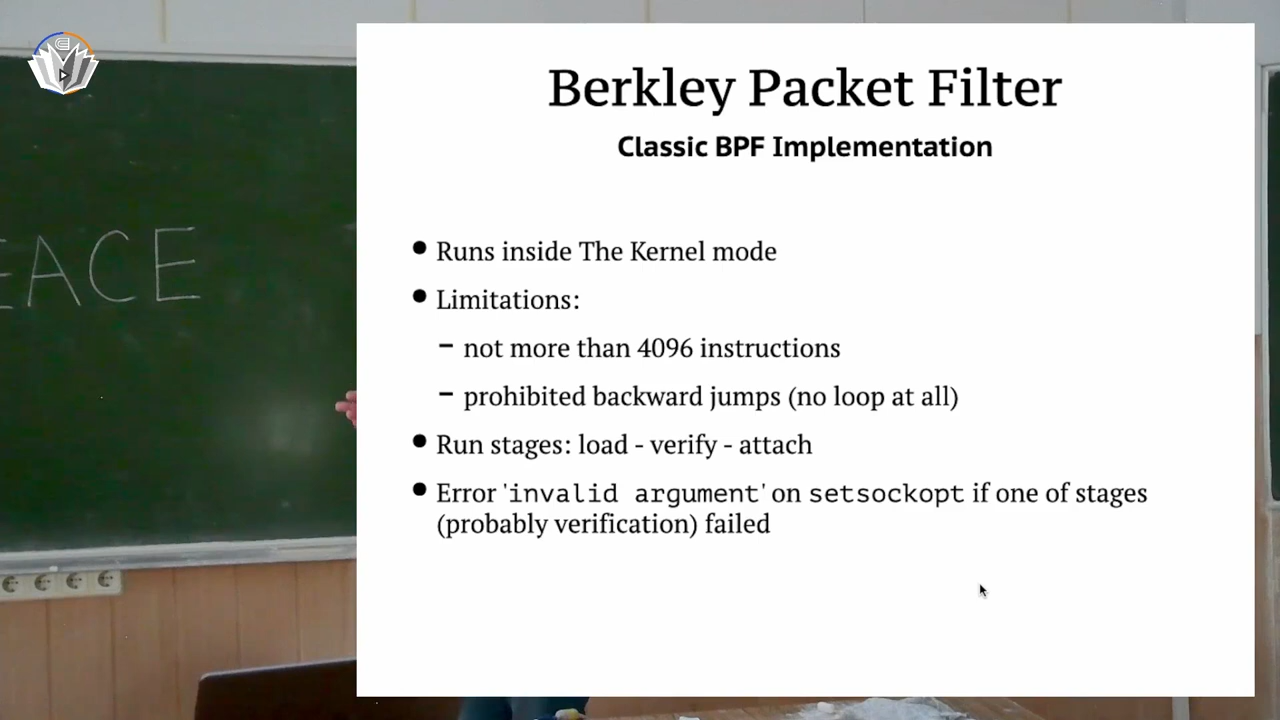 Berkley Packet Filter
Classic BPF Implementation
EACE
• Runs inside The Kernel mode
• Limitations:
– not more than 4096 instructions
– prohibited backward jumps (no loop at all)
• Run stages: load - verify - attach
• Error 'invalid argument' on setsockopt if one of stages
(probably verification) failed